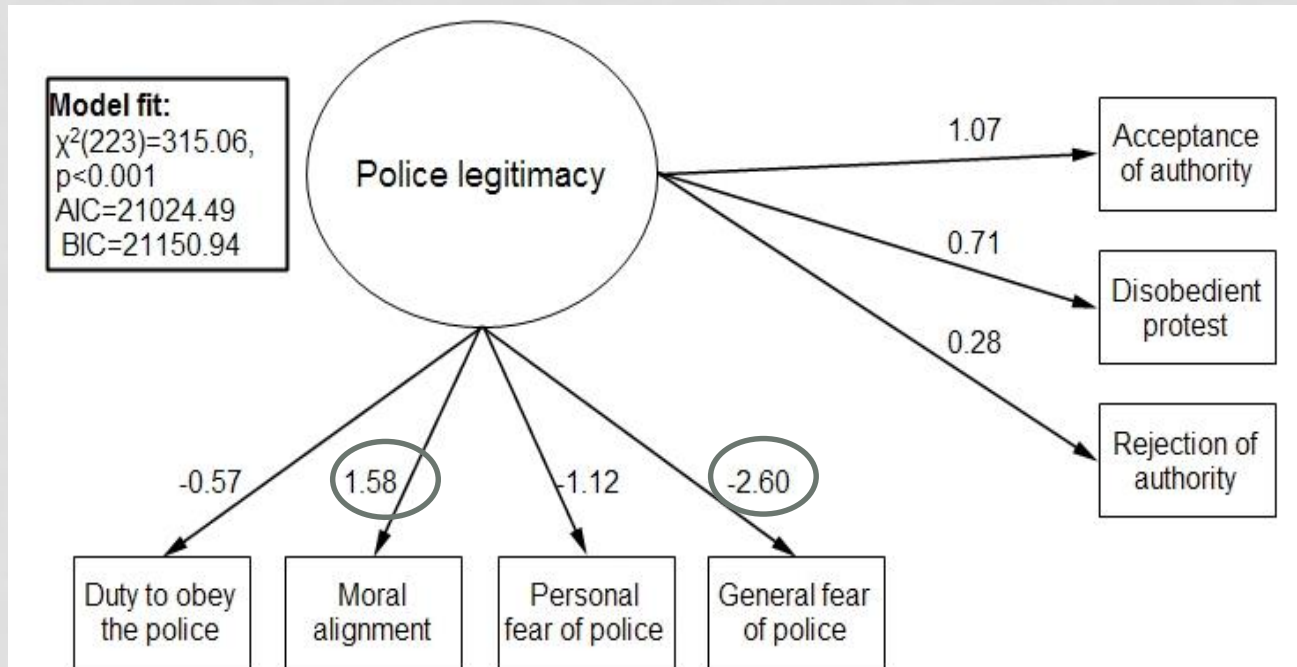 Model fit:
χ²(223)=315.06,
p<0.001
AIC=21024.49
BIC=21150.94
Police legitimacy
1.07
Acceptance
of authority
0.71
Disobedient
protest
0.28
Rejection of
authority
-0.57
1.58
-1.12
-2.60
Duty to obey
the police
Moral
alignment
Personal
fear of police
General fear
of police